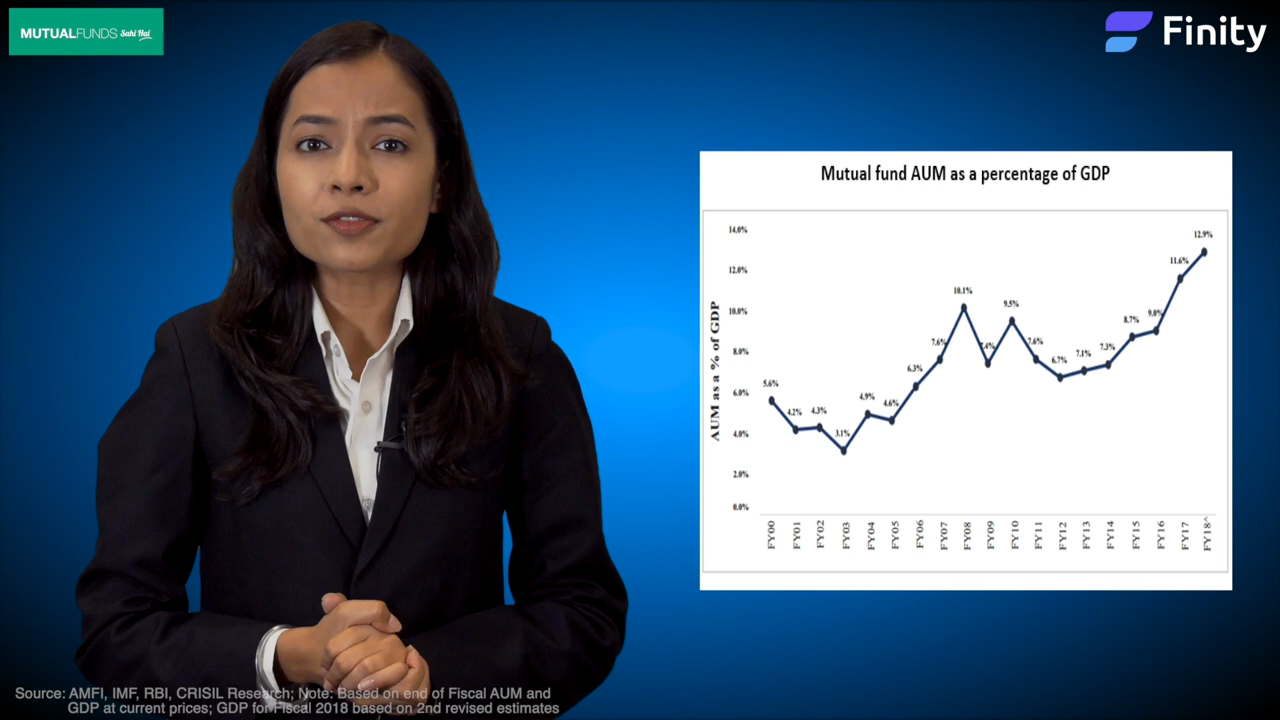 MUTUALFUNDS Sahi Hai
Finity
Mutual fund AUM as a percentage of GDP
AUM as a % of GDP
14.0%
12.0%
10.0%
8.0%
6.0%
4.0%
2.0%
0.0%
5.6%
4.2%
4.3%
3.1%
4.9%
4.6%
6.3%
7.6%
10.1%
7.4%
9.5%
7.6%
6.7%
7.1%
7.3%
8.7%
9.0%
11.6%
12.9%
FY00
FY01
FY02
FY03
FY04
FY05
FY06
FY07
FY08
FY09
FY10
FY11
FY12
FY13
FY14
FY15
FY16
FY17
FY18^
Source: AMFI, IMF, RBI, CRISIL Research; Note: Based on end of Fiscal AUM and
GDP at current prices; GDP for Fiscal 2018 based on 2nd revised estimates